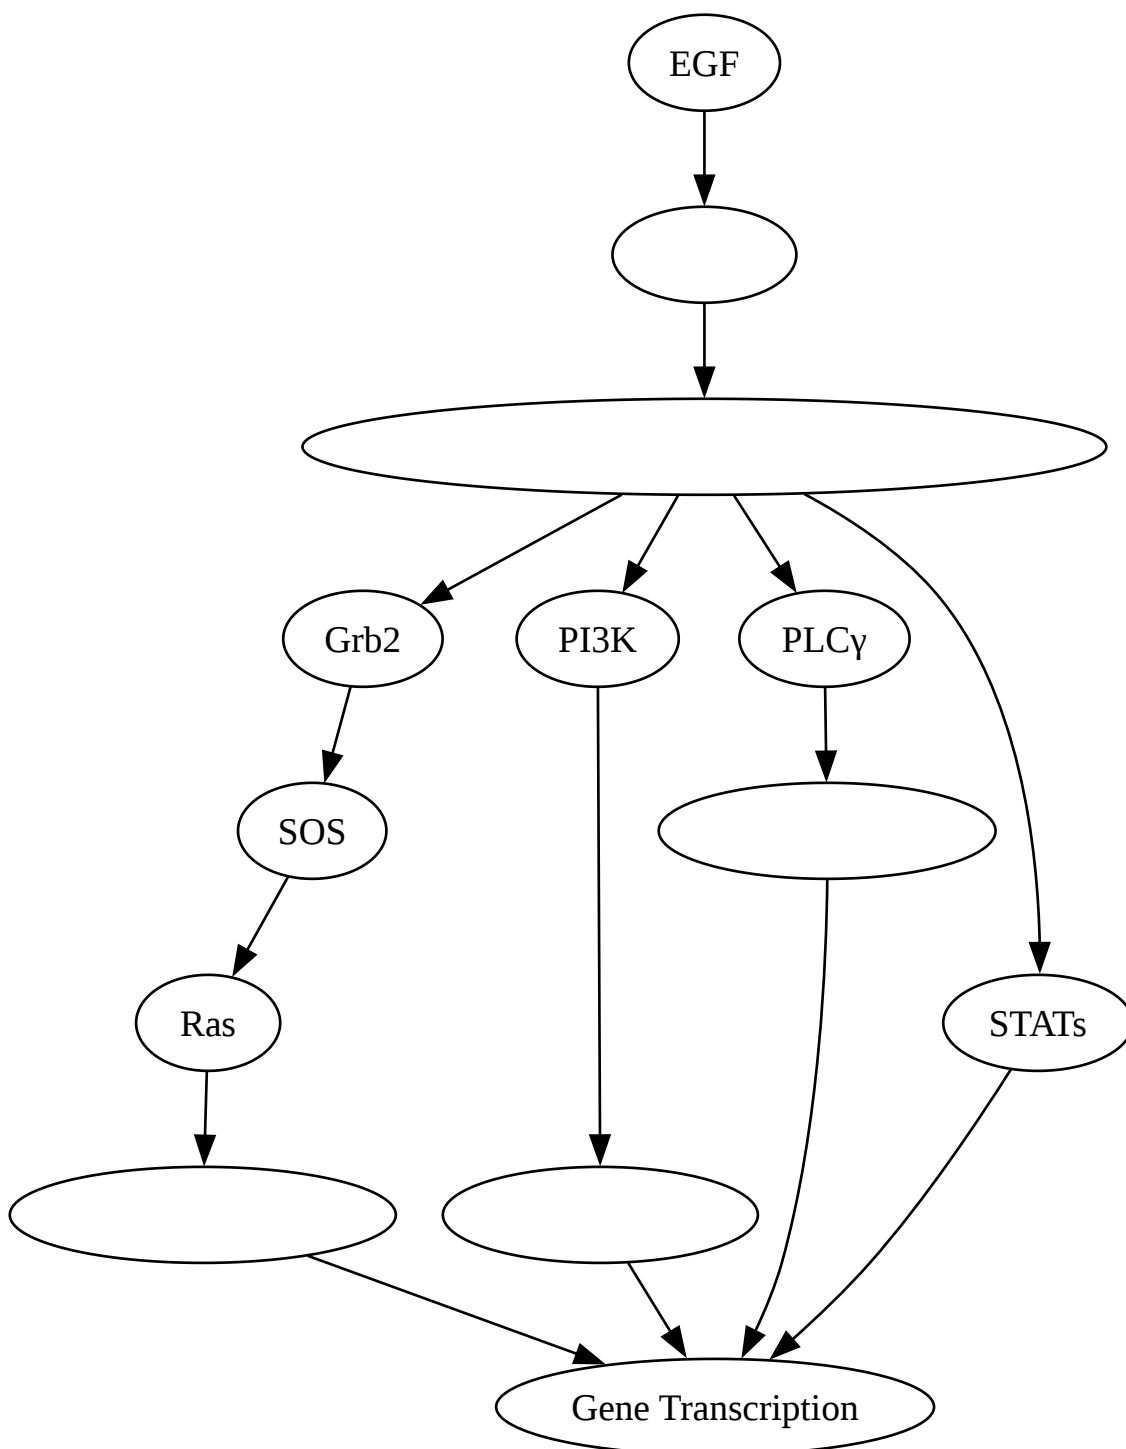 EGF
Grb2
PI3K
PLCγ
SOS
Ras
STATs
Gene Transcription